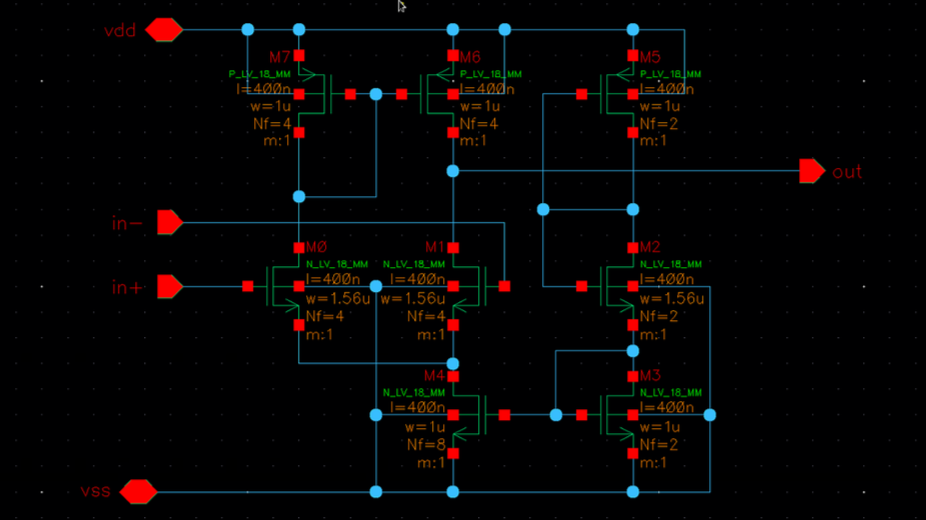 vdd
M7
P_LV_18_MM
l=400n
w=1u
Nf=4
m:1
M6
P_LV_18_MM
l=400n
w=1u
Nf=4
m:1
M5
P_LV_18_MM
l=400n
w=1u
Nf=2
m:1
out
in-
in+
M0
N_LV_18_MM
l=400n
w=1.56u
Nf=4
m:1
M1
N_LV_18_MM
l=400n
w=1.56u
Nf=4
m:1
M2
N_LV_18_MM
l=400n
w=1.56u
Nf=2
m:1
M4
N_LV_18_MM
l=400n
w=1u
Nf=8
m:1
M3
N_LV_18_MM
l=400n
w=1u
Nf=2
m:1
vss